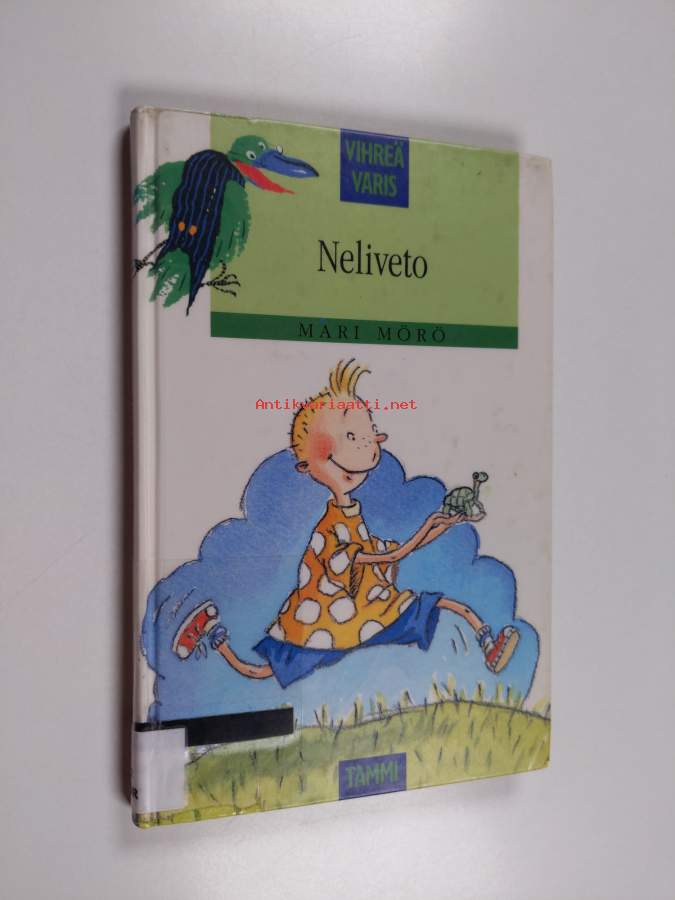 VIHREÄ
VARIS
Neliveto
MARI MÖRÖ
Antikvariaatti.net
TAMMI